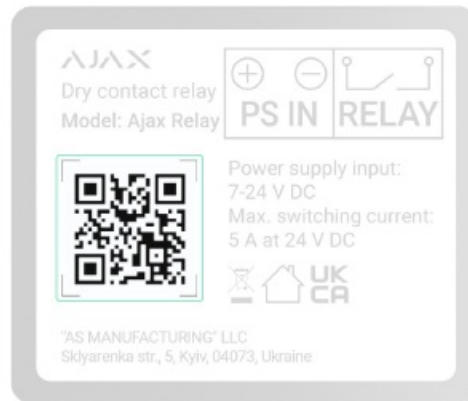 AJAX
Dry contact relay
Model: Ajax Relay
PS IN
RELAY
Power supply input:
7-24 V DC
Max. switching current:
5 A at 24 V DC
UK
CA
"AS MANUFACTURING" LLC
Sklyarenka str., 5, Kyiv, 04073, Ukraine